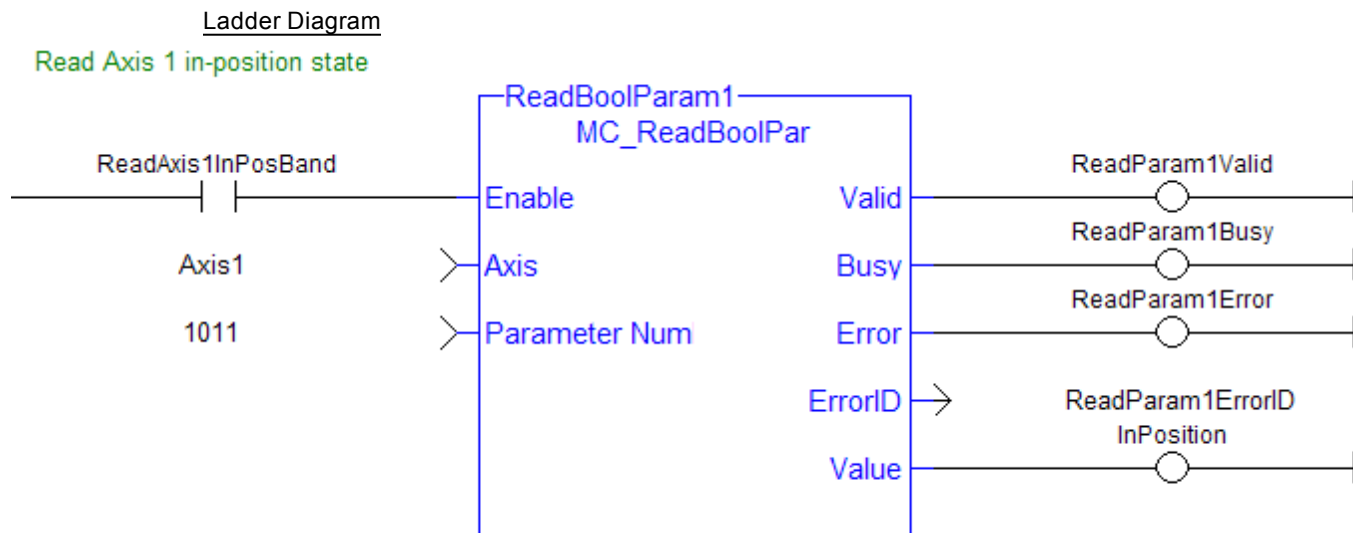 Ladder Diagram
Read Axis 1 in-position state
ReadBoolParam1
MC_ReadBoolPar
ReadAxis1InPosBand
ReadParam1Valid
Enable
Valid
ReadParam1Busy
Axis1
Axis
Busy
ReadParam1Error
1011
Parameter Num
Error
ErrorID
ReadParam1ErrorID
InPosition
Value